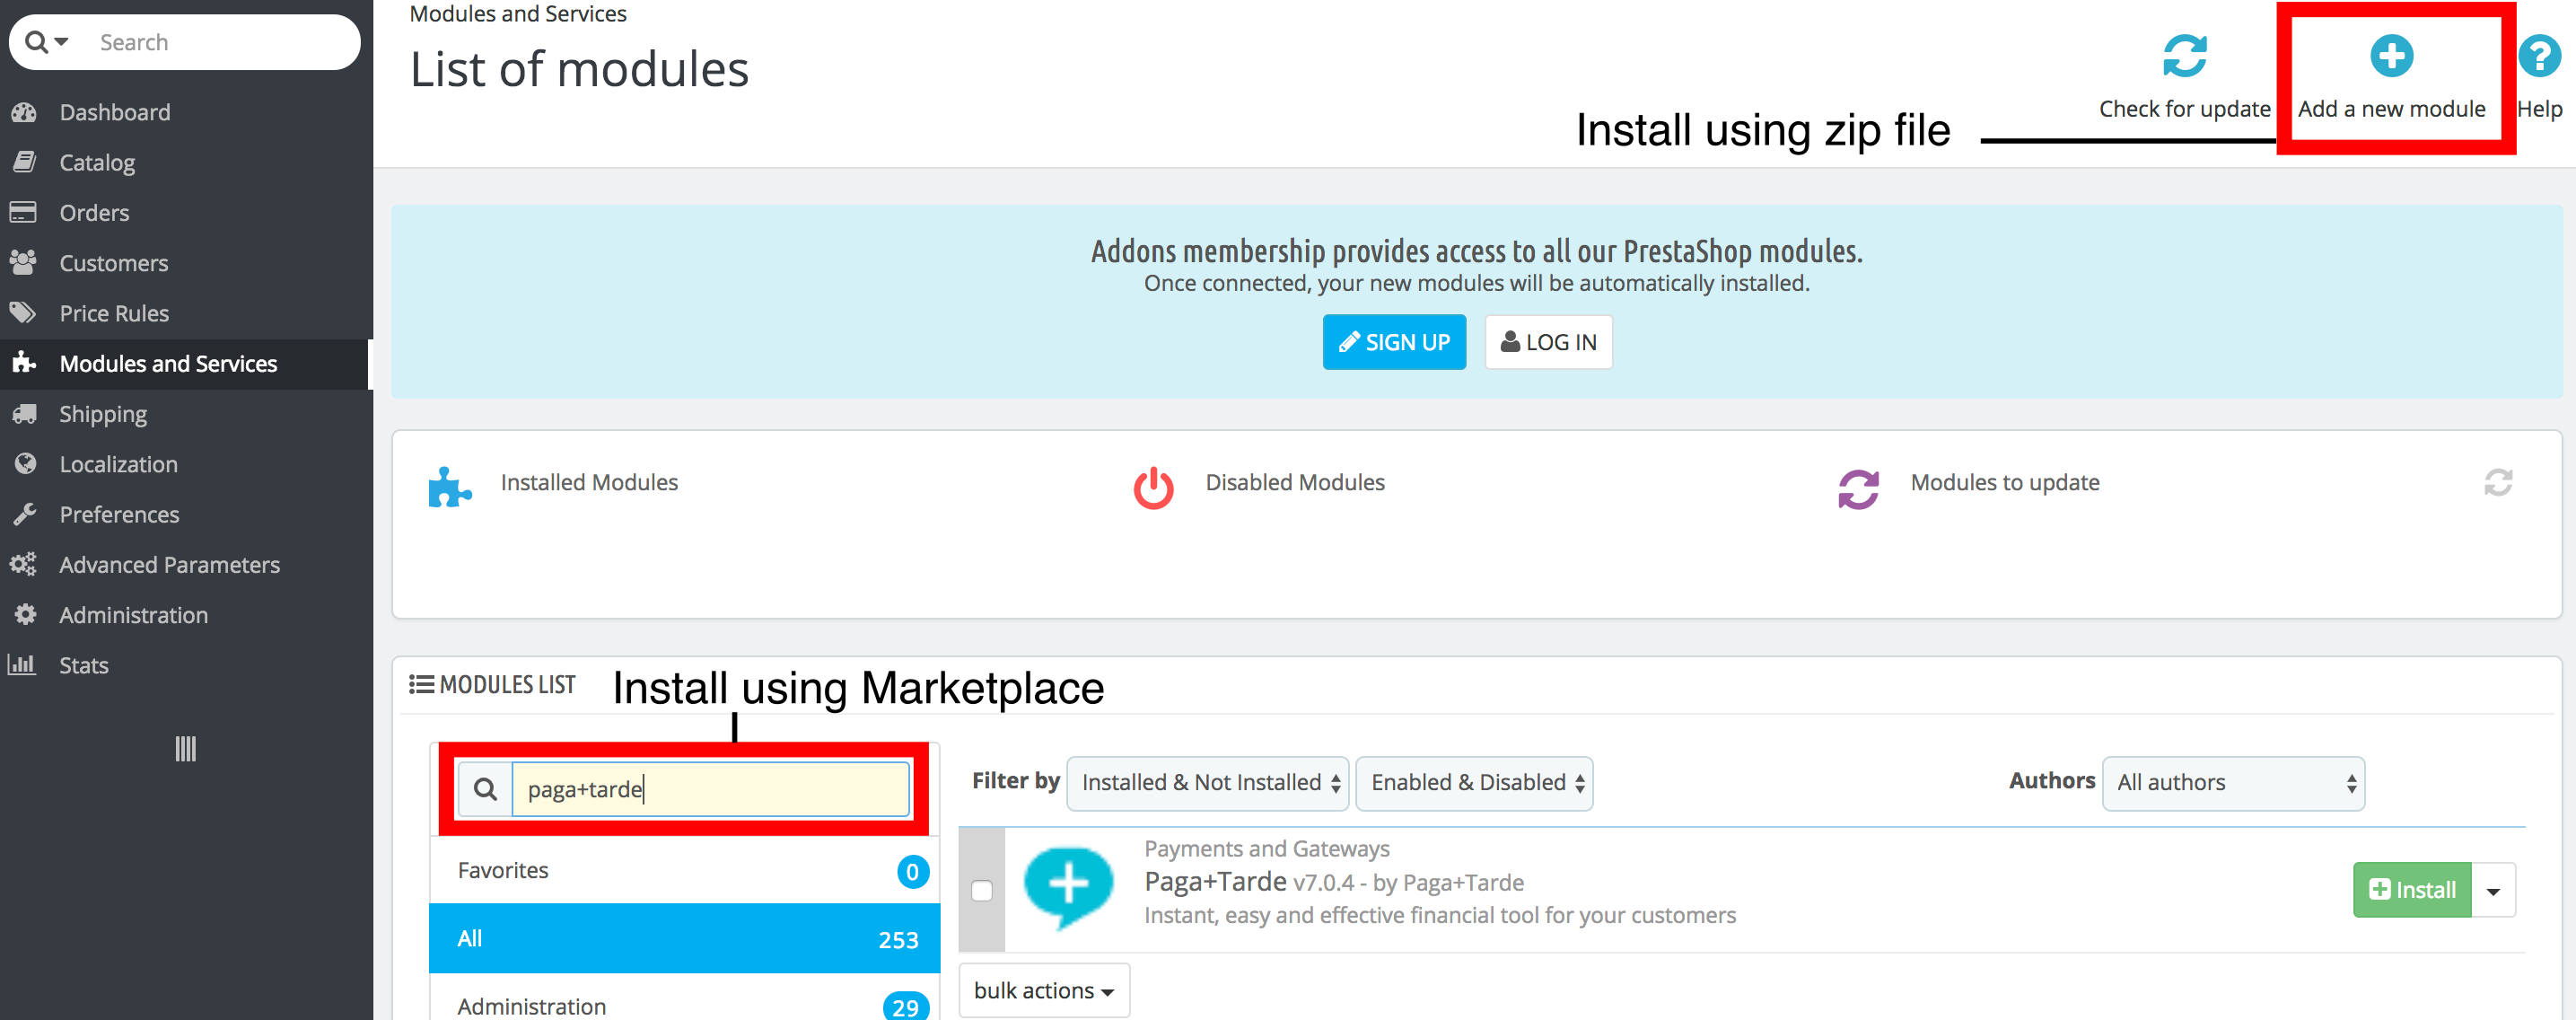 Search
Dashboard
Catalog
Orders
Customers
Price Rules
Modules and Services
Shipping
Localization
Preferences
Advanced Parameters
Administration
Stats
Modules and Services
List of modules
Check for update
Add a new module
Help
Install using zip file
Addons membership provides access to all our PrestaShop modules.
Once connected, your new modules will be automatically installed.
SIGN UP
LOG IN
Installed Modules
Disabled Modules
Modules to update
MODULES LIST
Install using Marketplace
paga+tarde
Favorites 0
All 253
Administration 29
Filter by Installed & Not Installed Enabled & Disabled
Authors All authors
Payments and Gateways
Paga+Tarde v7.0.4 - by Paga+Tarde
Instant, easy and effective financial tool for your customers
Install
bulk actions